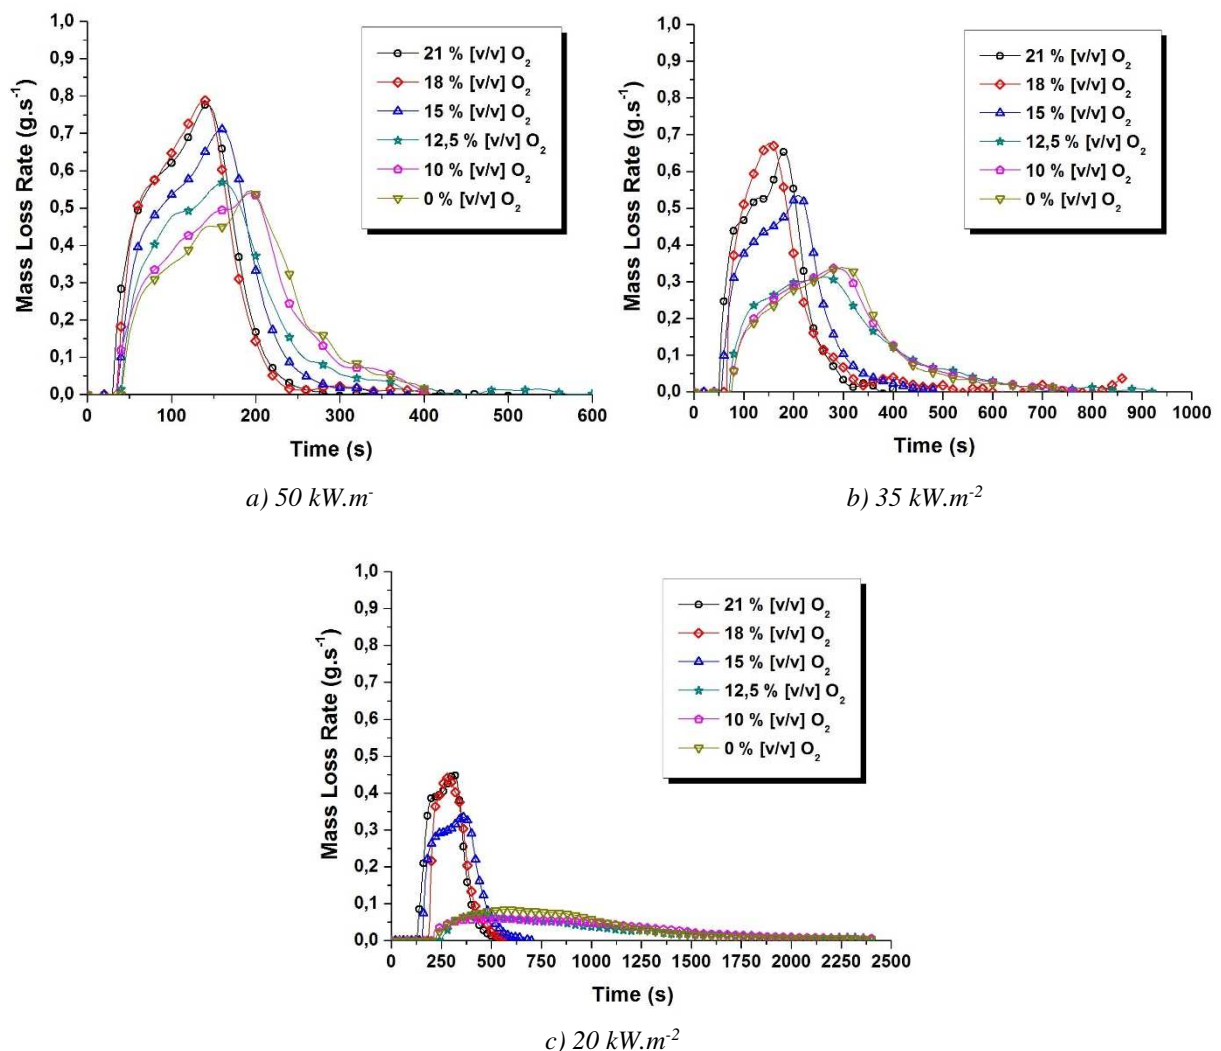 1,0
0,9
0,8
0,7
0,6
0,5
0,4
0,3
0,2
0,1
0,0
Mass Loss Rate (g.s-1)
21 % [v/v] O2
18 % [v/v] O2
15 % [v/v] O2
12,5 % [v/v] O2
10 % [v/v] O2
0 % [v/v] O2
0 100 200 300 400 500 600
Time (s)
a) 50 kW.m-
1,0
0,9
0,8
0,7
0,6
0,5
0,4
0,3
0,2
0,1
0,0
Mass Loss Rate (g.s-1)
21 % [v/v] O2
18 % [v/v] O2
15 % [v/v] O2
12,5 % [v/v] O2
10 % [v/v] O2
0 % [v/v] O2
0 100 200 300 400 500 600 700 800 900 1000
Time (s)
b) 35 kW.m-2
1,0
0,9
0,8
0,7
0,6
0,5
0,4
0,3
0,2
0,1
0,0
Mass Loss Rate (g.s-1)
21 % [v/v] O2
18 % [v/v] O2
15 % [v/v] O2
12,5 % [v/v] O2
10 % [v/v] O2
0 % [v/v] O2
0 250 500 750 1000 1250 1500 1750 2000 2250 2500
Time (s)
c) 20 kW.m-2